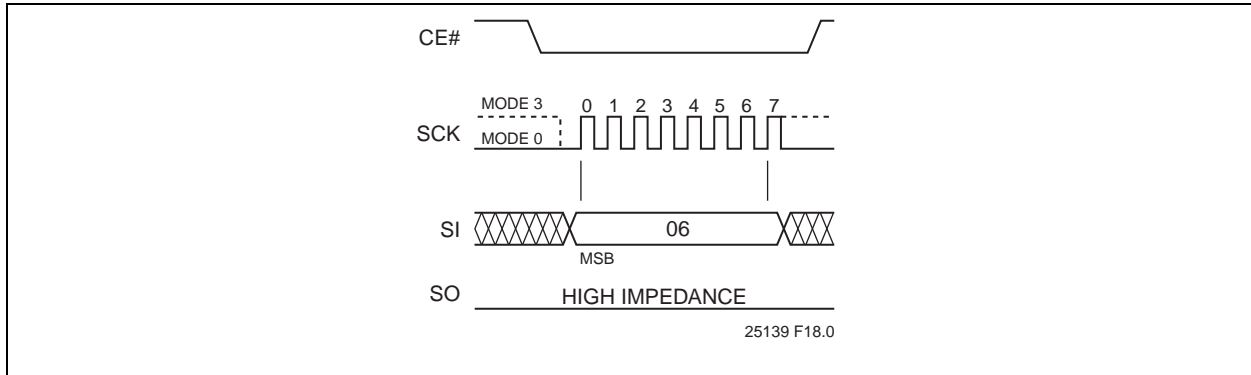 CE#
MODE 3
0 1 2 3 4 5 6 7
SCK
MODE 0
SI
06
MSB
SO
HIGH IMPEDANCE
25139 F18.0